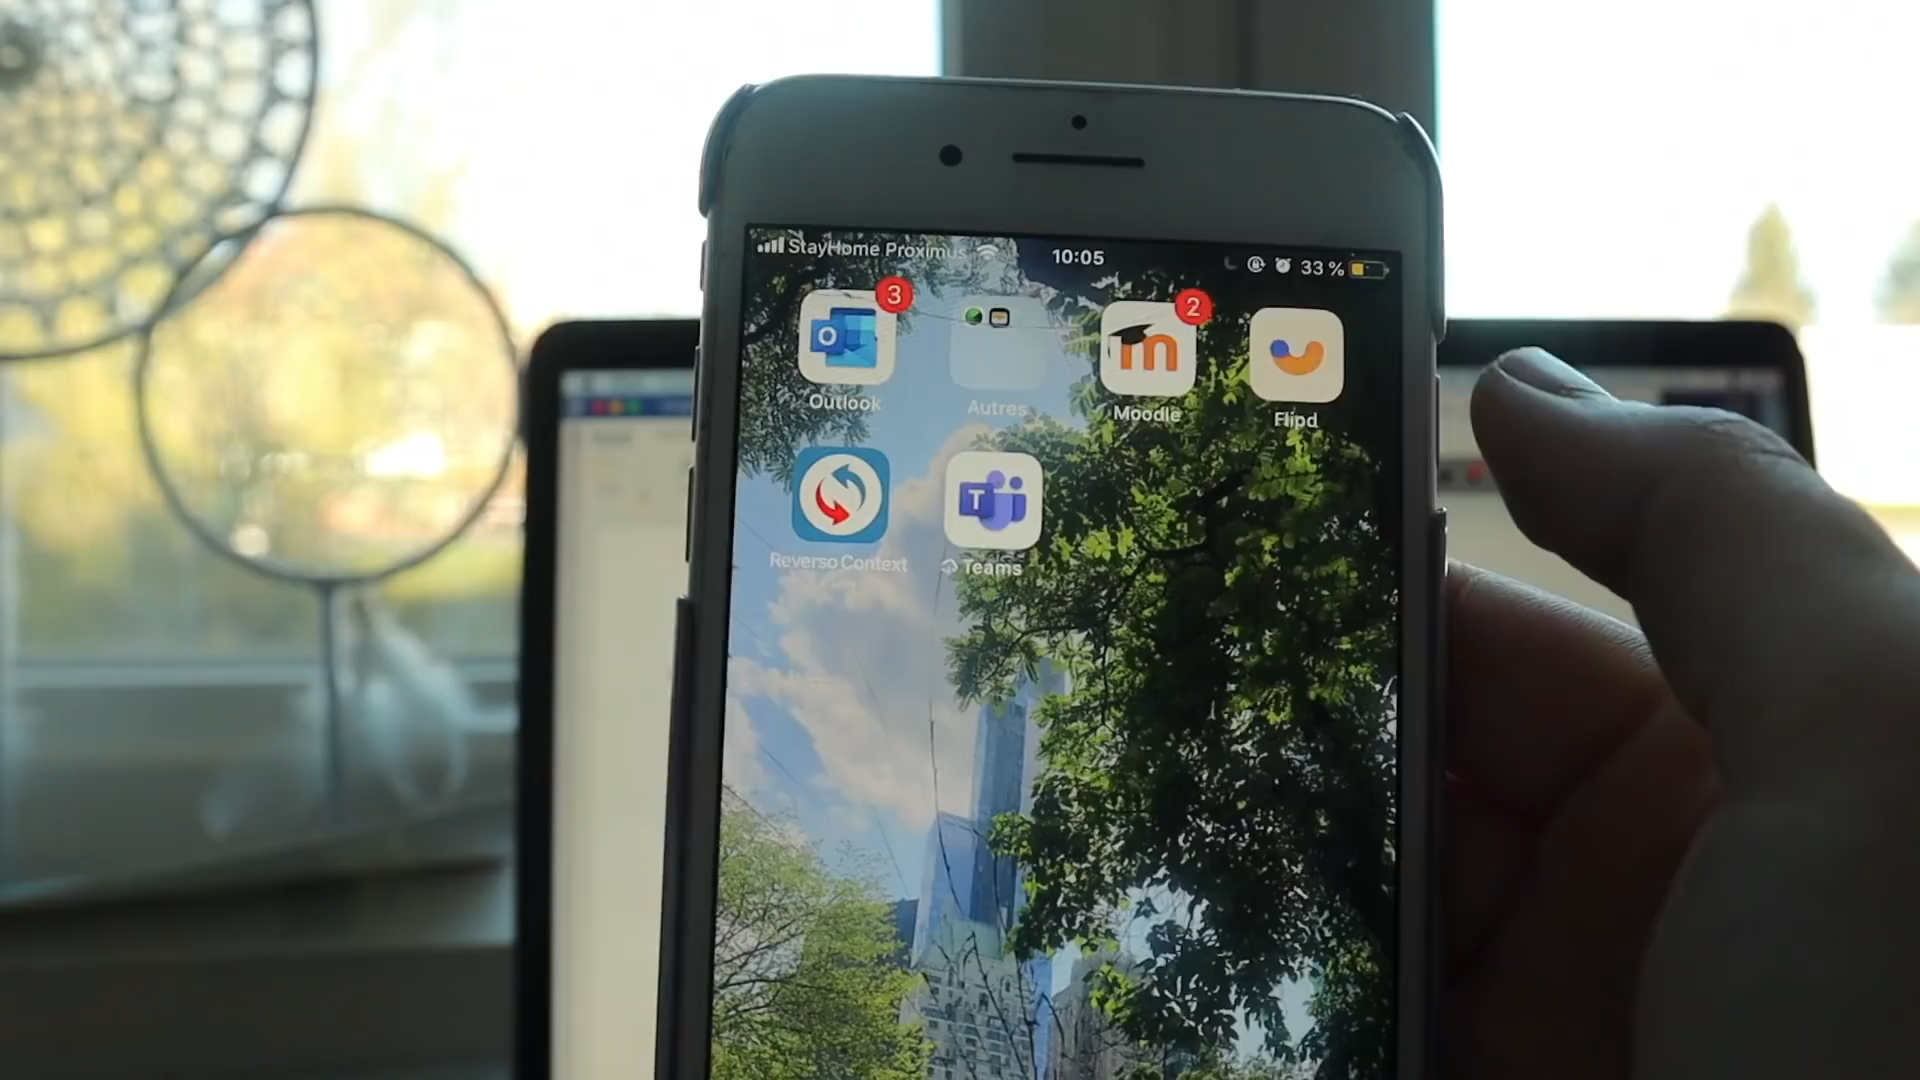 StayHome Proximus 10:05 33 %
3 2
O m
Outlook Autres Moodle Flipd
T
Reverso Context Teams